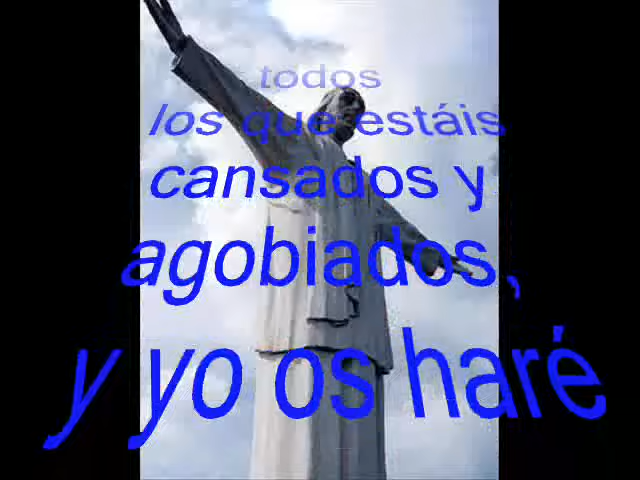 todos
los que estáis
cansados y
agobiados,
y yo os haré